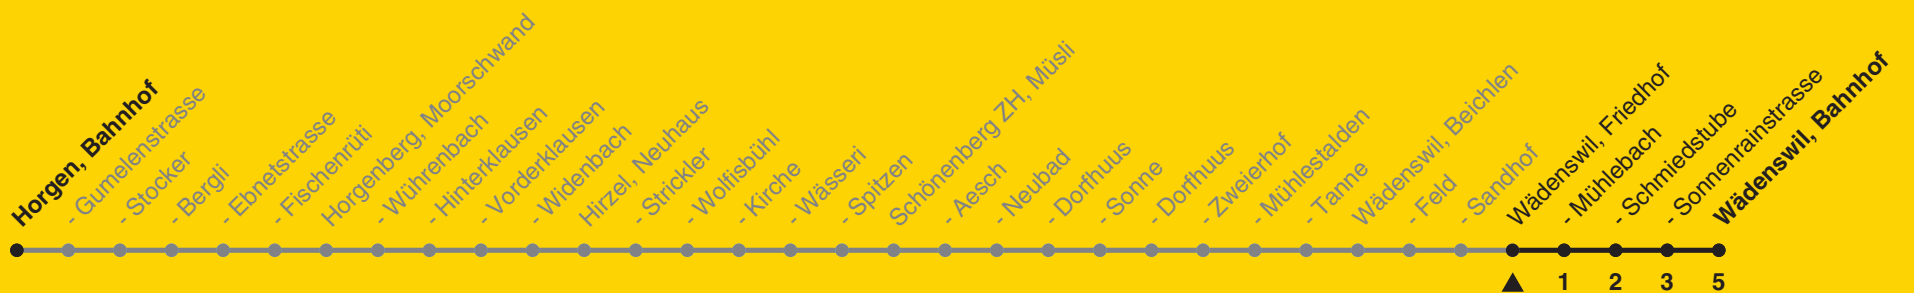 Horgen, Bahnhof
- Gumelenstrasse
- Stocker
- Bergli
- Ebnetstrasse
- Fischenrüti
Horgenberg, Moorschwand
- Wührenbach
- Hinterklausen
- Vorderklausen
- Widenbach
Hirzel, Neuhaus
- Strickler
- Wolfisbühl
- Kirche
- Wässeri
- Spitzen
Schönenberg ZH, Müsli
- Aesch
- Neubad
- Dorfhuus
- Sonne
- Dorfhuus
- Zweierhof
- Mühlestalden
- Tanne
Wädenswil, Beichlen
- Feld
- Sandhof
Wädenswil, Friedhof
- Mühlebach
- Schmiedstube
- Sonnenrainstrasse
Wädenswil, Bahnhof
1 2 3 5